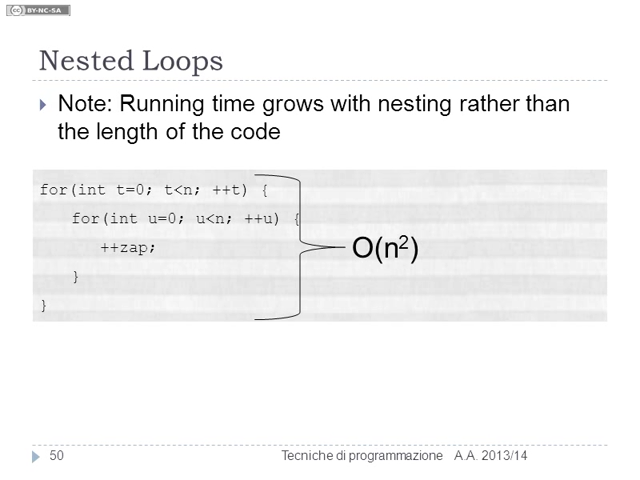 cc BY-NC-SA
Nested Loops
Note: Running time grows with nesting rather than
the length of the code
for(int t=0; t<n; ++t) {
for(int u=0; u<n; ++u) {
++zap;
}
}
O(n²)
50 Tecniche di programmazione A.A. 2013/14